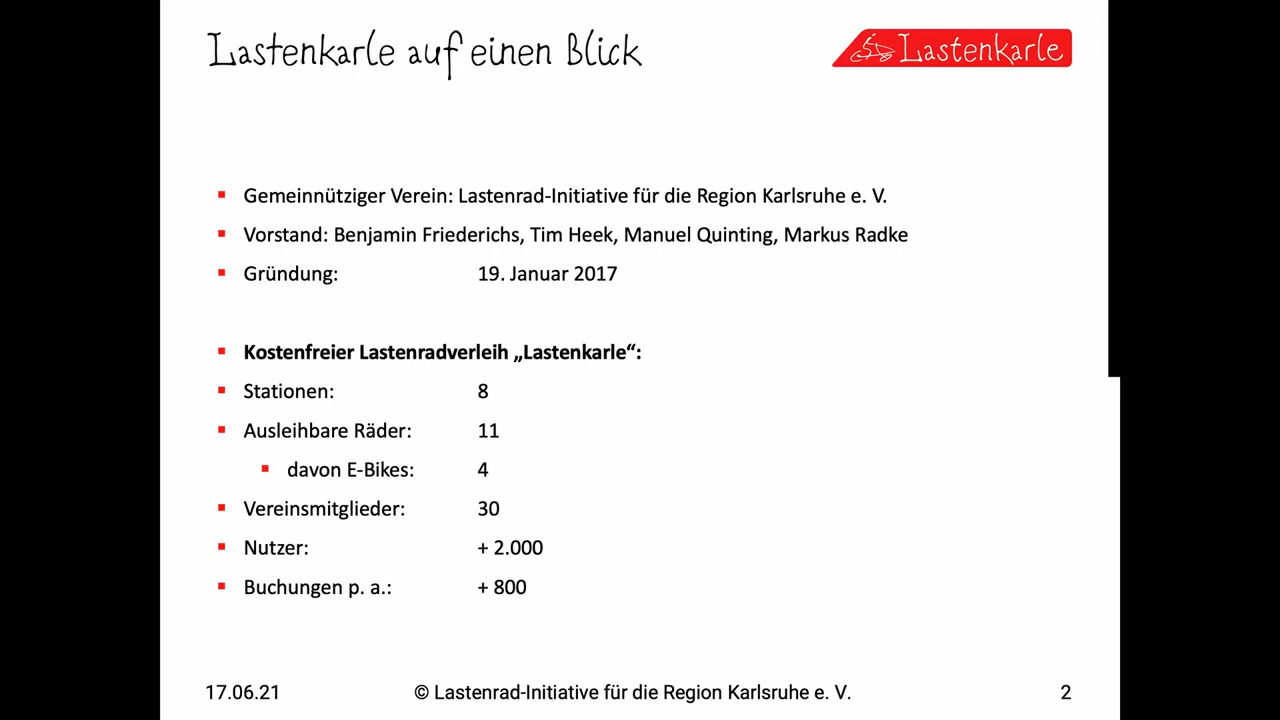 Lastenkarle auf einen Blick
Lastenkarle
Gemeinnütziger Verein: Lastenrad-Initiative für die Region Karlsruhe e. V.
Vorstand: Benjamin Friederichs, Tim Heek, Manuel Quinting, Markus Radke
Gründung: 19. Januar 2017
Kostenfreier Lastenradverleih „Lastenkarle“:
Stationen: 8
Ausleihbare Räder: 11
davon E-Bikes: 4
Vereinsmitglieder: 30
Nutzer: + 2.000
Buchungen p. a.: + 800
17.06.21 © Lastenrad-Initiative für die Region Karlsruhe e. V. 2